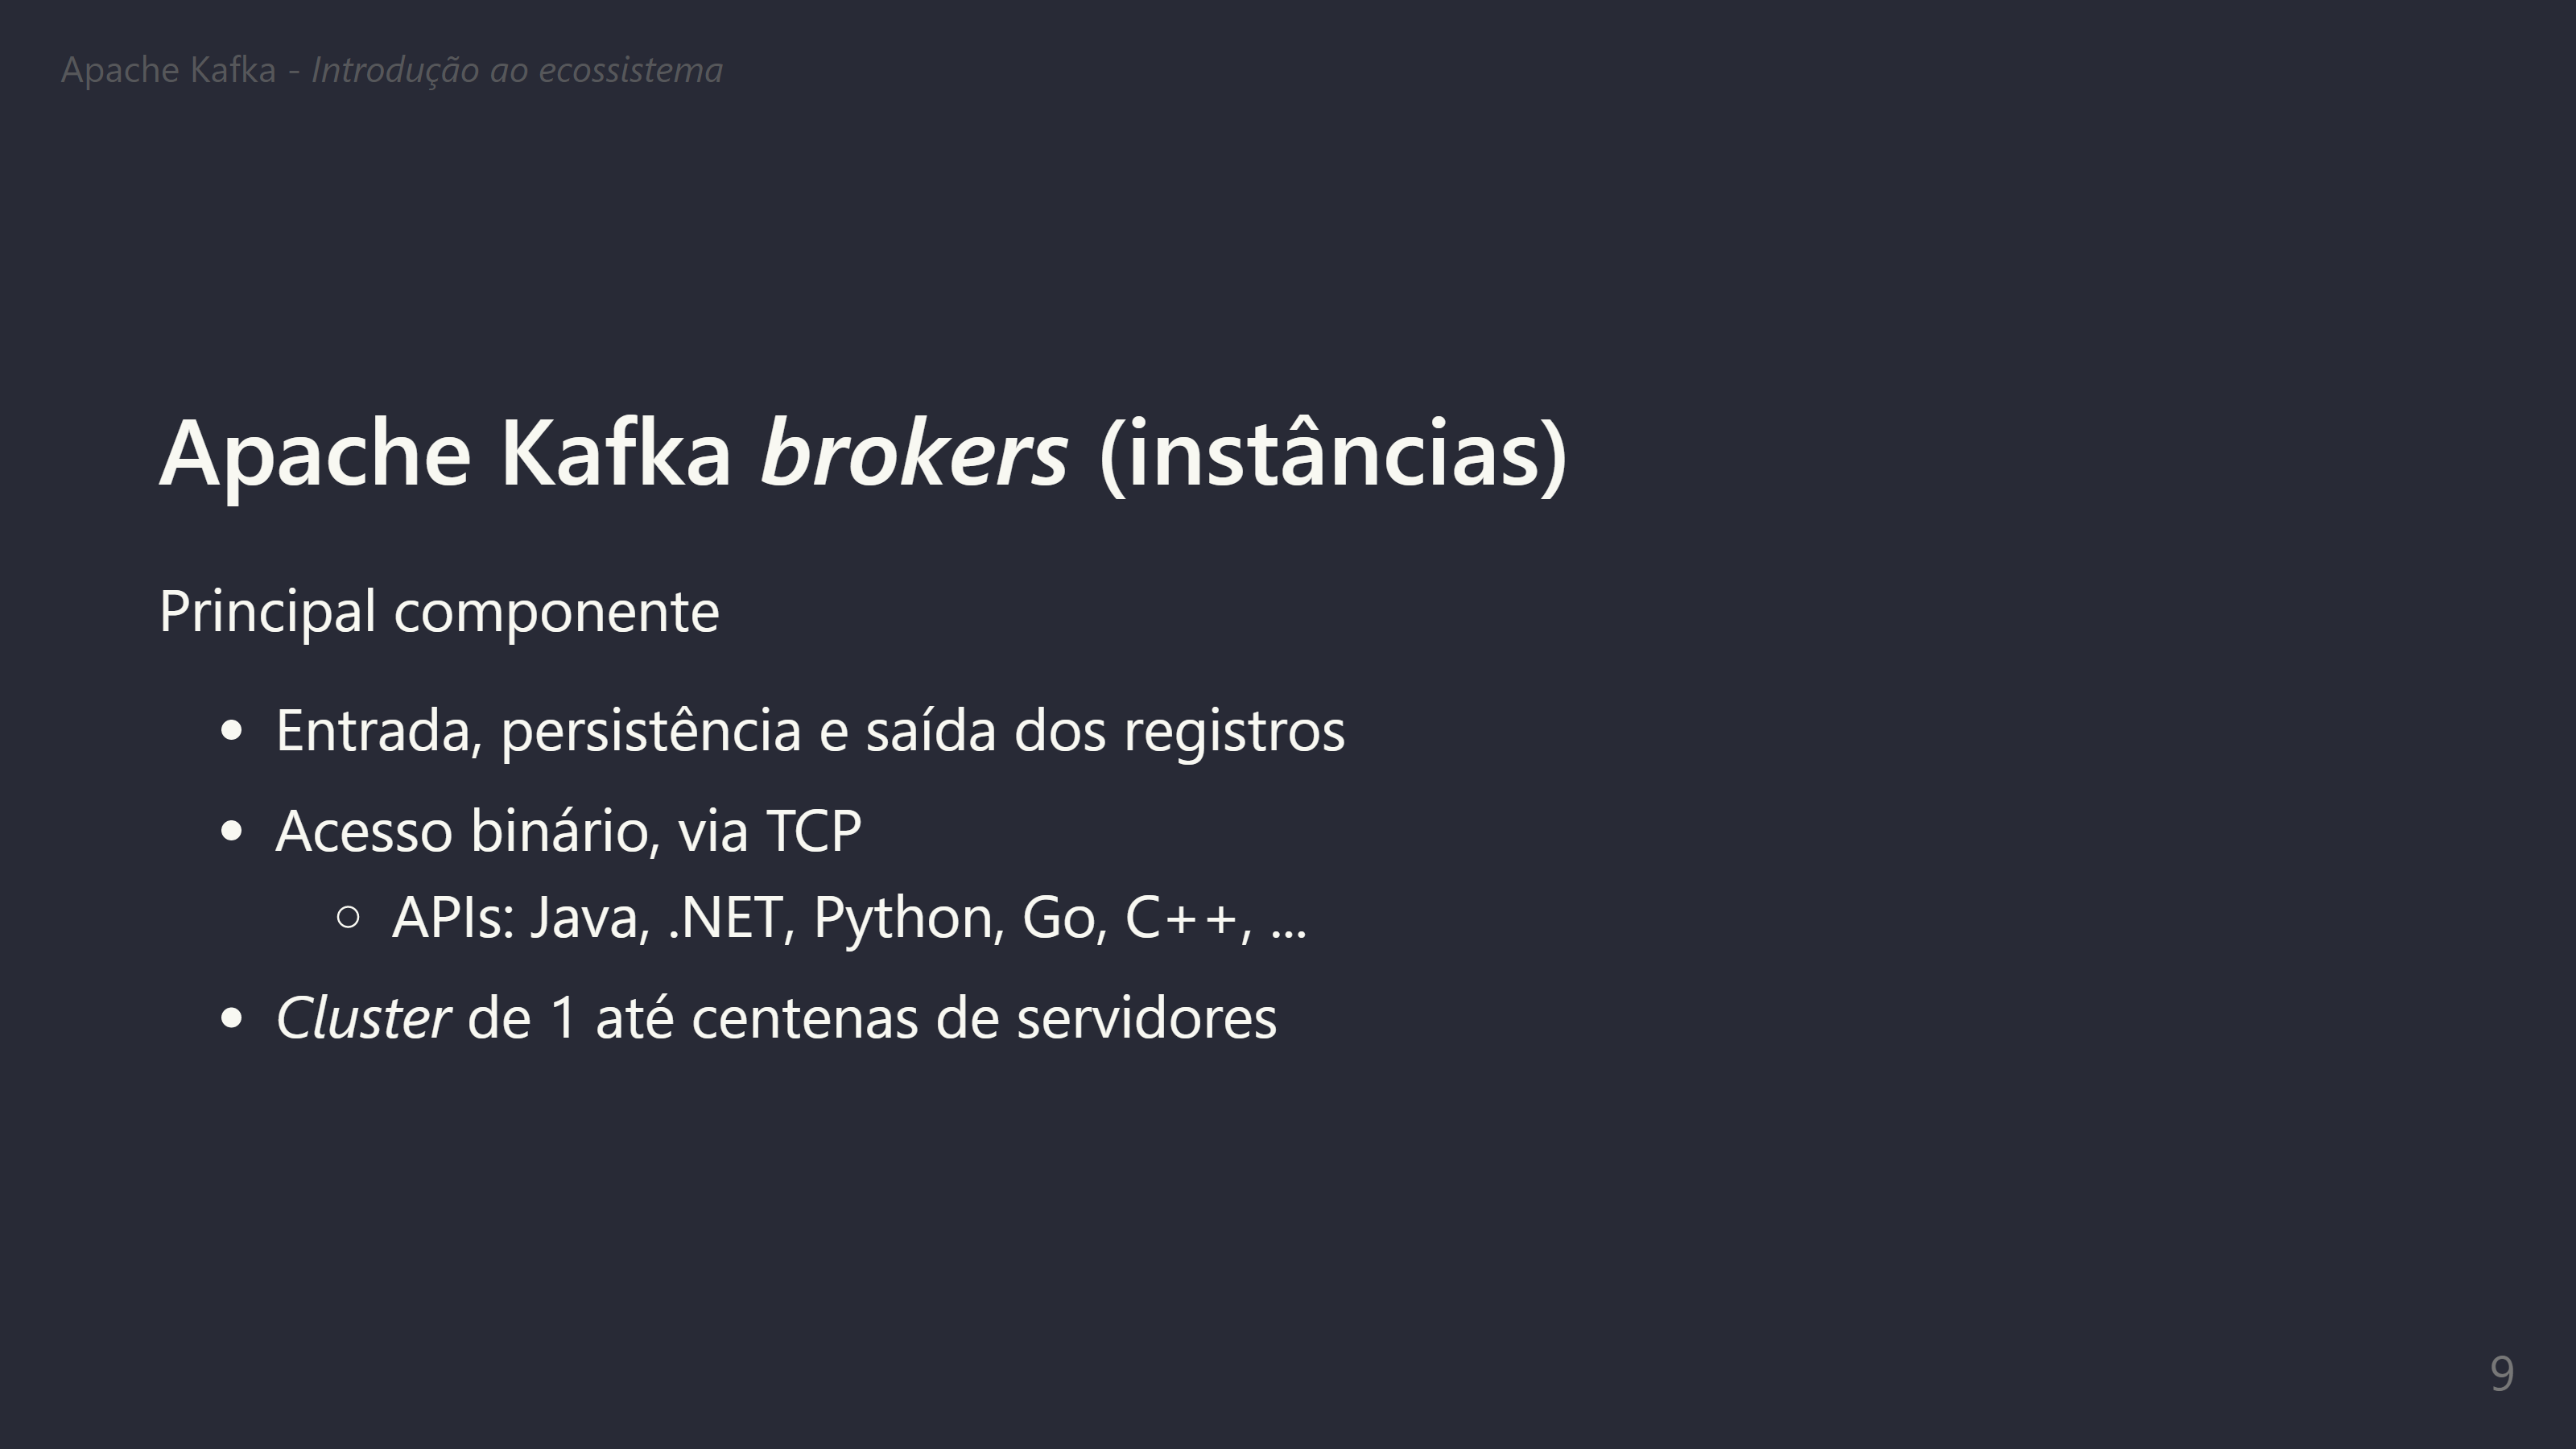 Apache Kafka - Introdução ao ecossistema
Apache Kafka brokers (instâncias)
Principal componente
• Entrada, persistência e saída dos registros
• Acesso binário, via TCP
○ APIs: Java, .NET, Python, Go, C++, ...
• Cluster de 1 até centenas de servidores
9